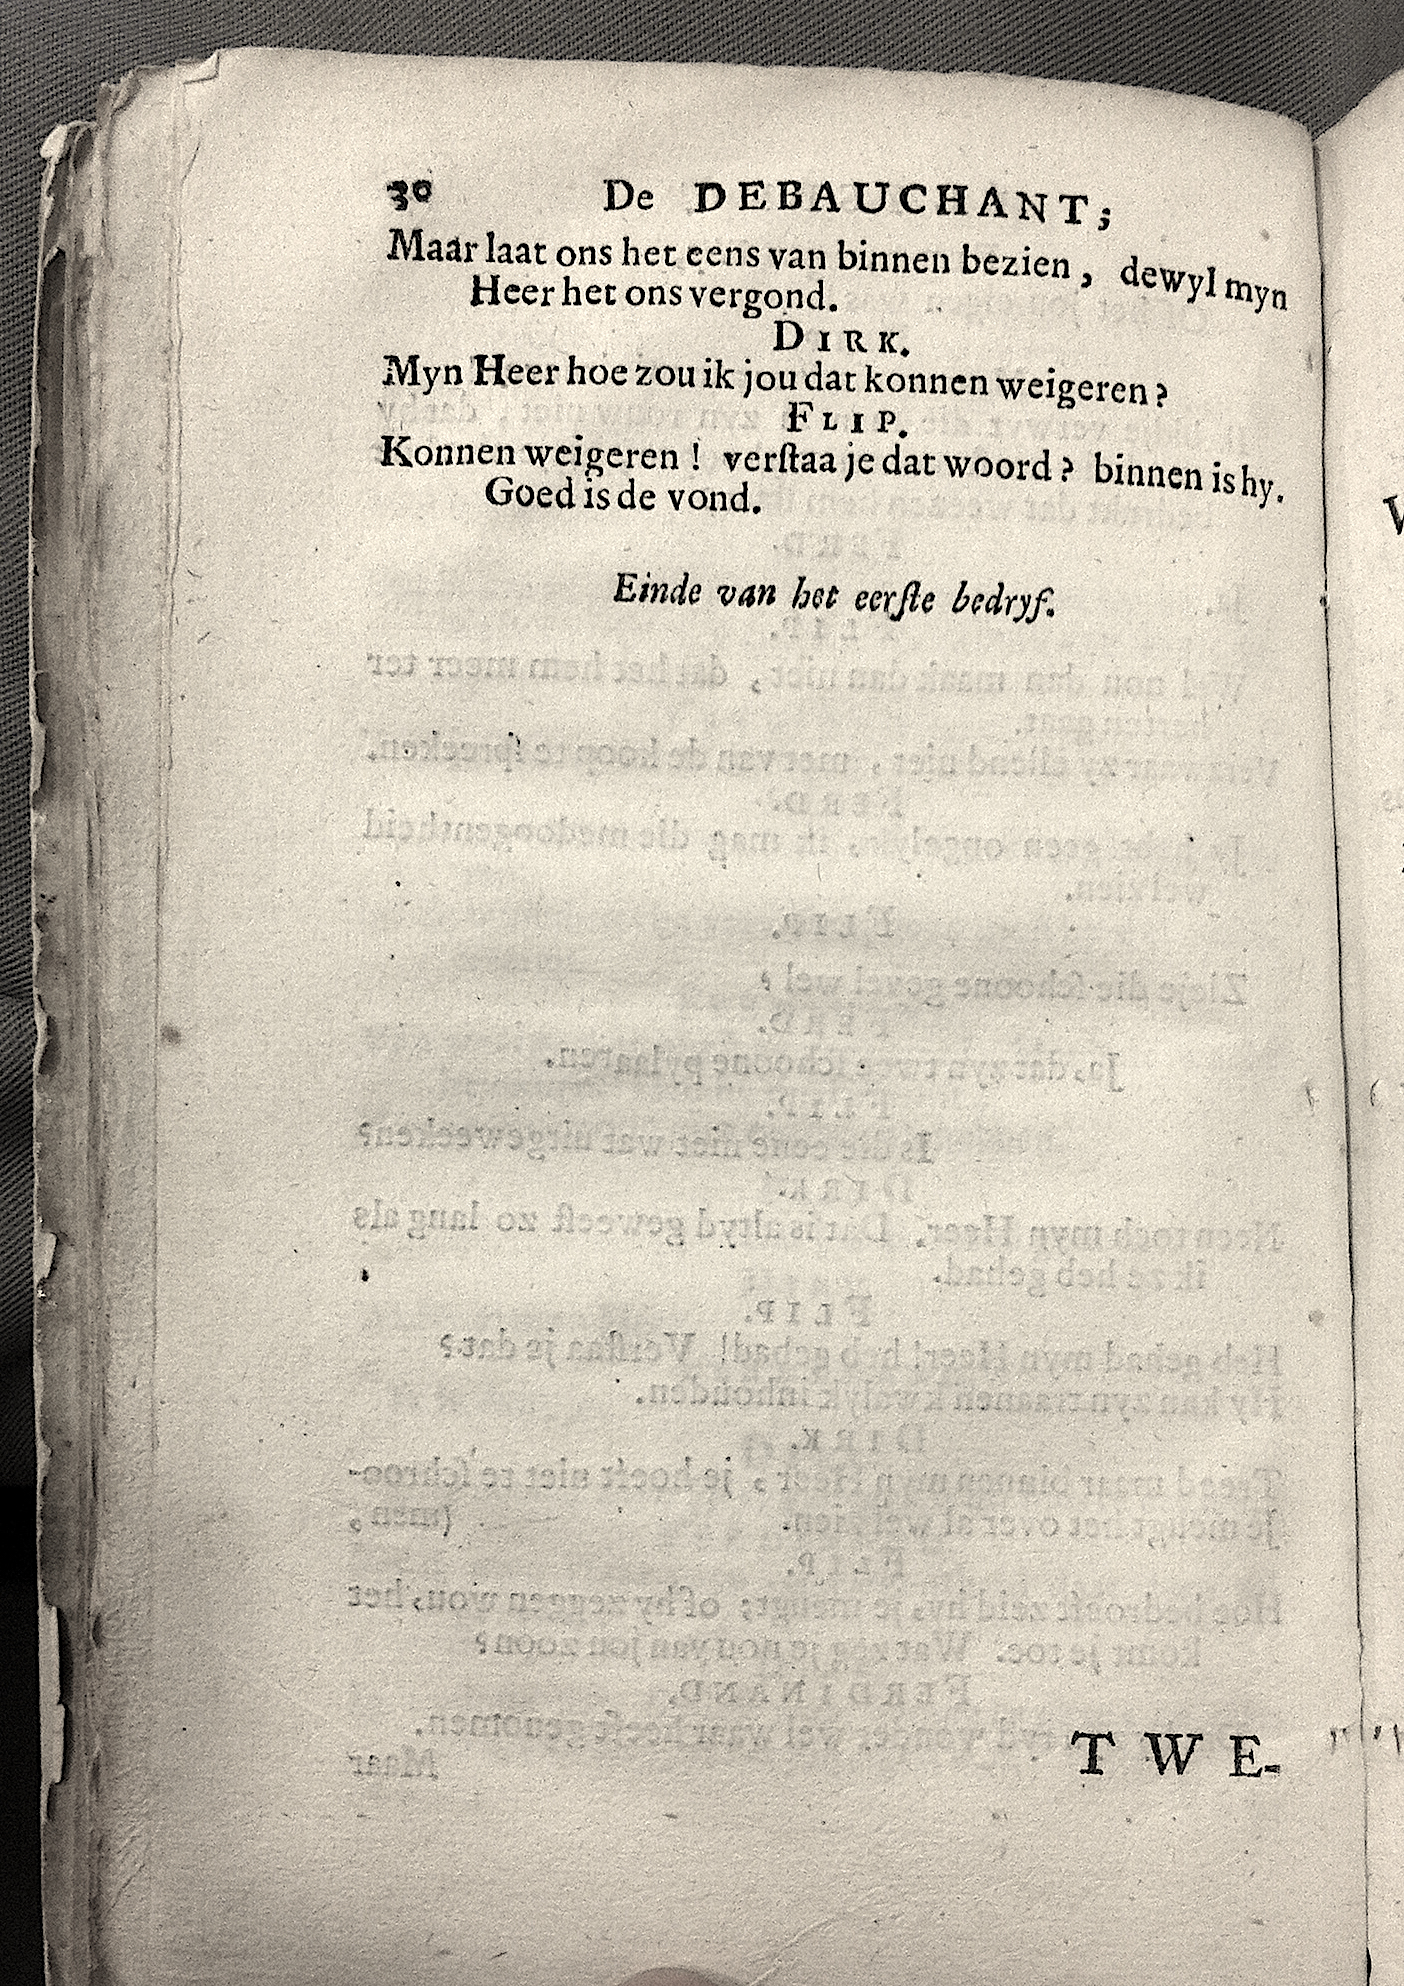 30 De DEBAUCHANT;
Maar laat ons het eens van binnen bezien, dewyl myn
Heer het ons vergond.
DIRK.
Myn Heer hoe zou ik jou dat konnen weigeren?
FLIP.
Konnen weigeren! verſtaa je dat woord? binnen is hy.
Goed is de vond.
Einde van het eerſte bedryf.
TWE-